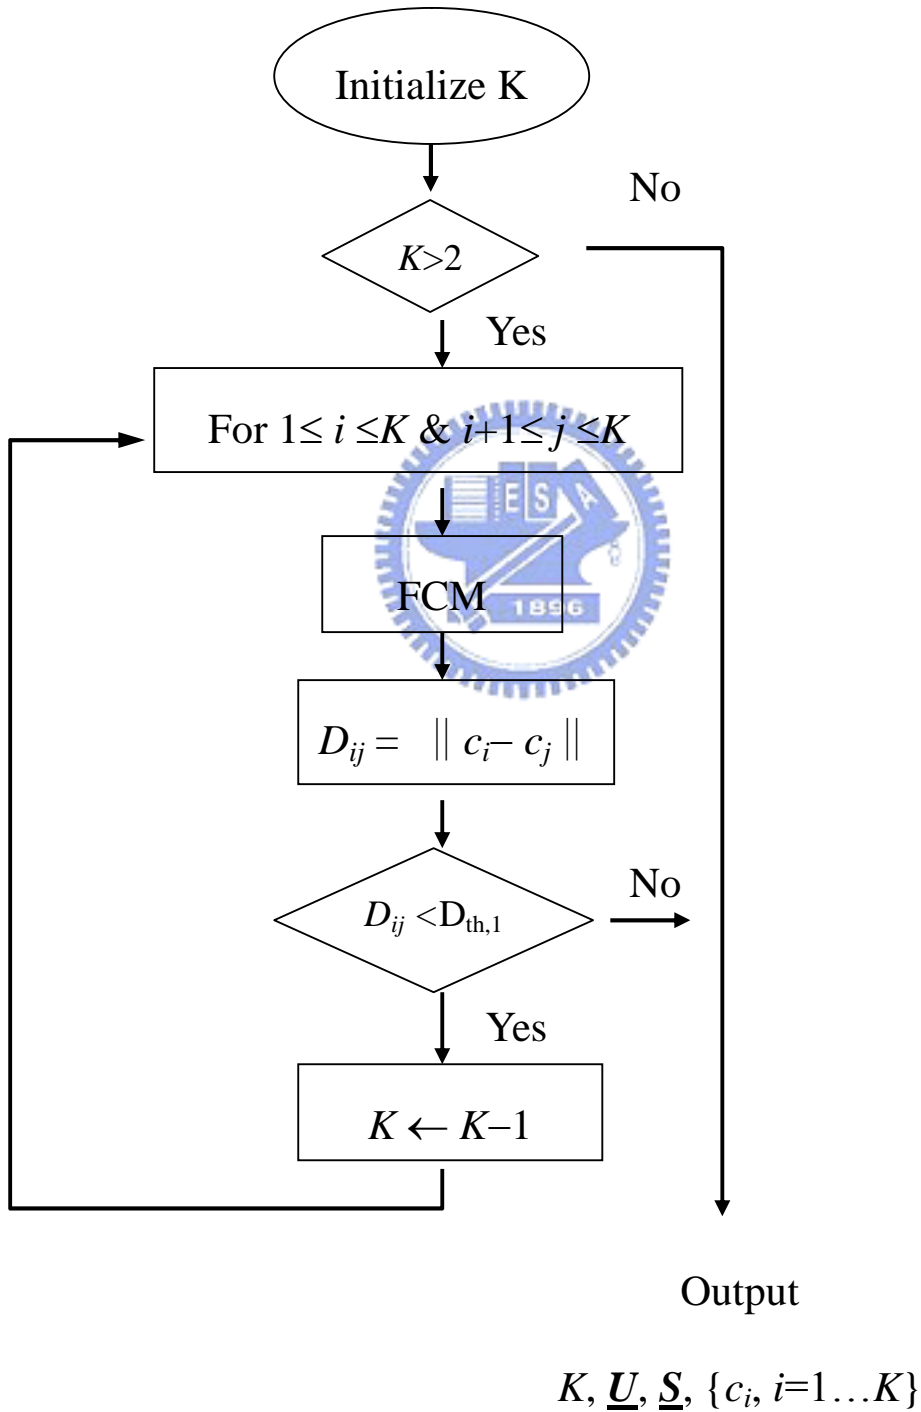 Initialize K
No
K>2
Yes
For 1≤ i ≤K & i+1≤ j ≤K
E S A
FCM
1896
D_ij = || c_i− c_j ||
No
D_ij <D_th,1
Yes
K ← K−1
Output
K, U, S, {c_i, i=1…K}